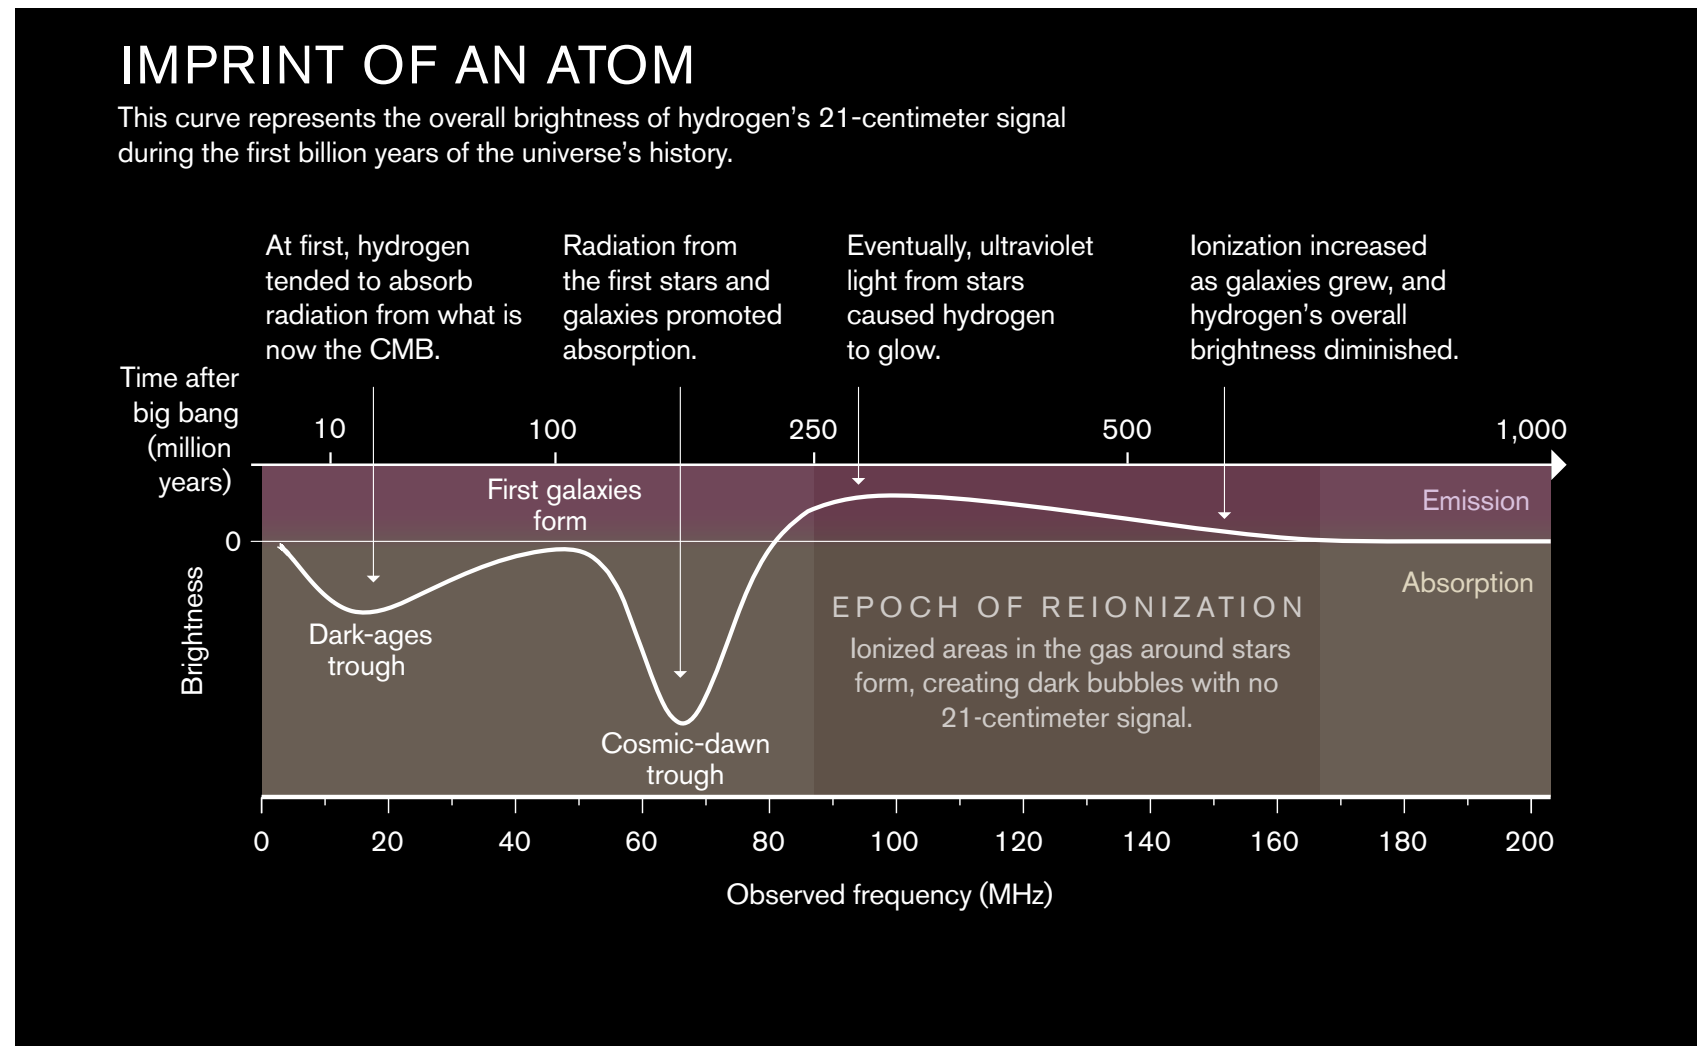 IMPRINT OF AN ATOM
This curve represents the overall brightness of hydrogen's 21-centimeter signal
during the first billion years of the universe's history.
At first, hydrogen
tended to absorb
radiation from what is
now the CMB.
Radiation from
the first stars and
galaxies promoted
absorption.
Eventually, ultraviolet
light from stars
caused hydrogen
to glow.
Ionization increased
as galaxies grew, and
hydrogen's overall
brightness diminished.
Time after
big bang
(million
years)
10 100 250 500 1,000
First galaxies
form
Emission
0
Absorption
Brightness
Dark-ages
trough
Cosmic-dawn
trough
EPOCH OF REIONIZATION
Ionized areas in the gas around stars
form, creating dark bubbles with no
21-centimeter signal.
0 20 40 60 80 100 120 140 160 180 200
Observed frequency (MHz)